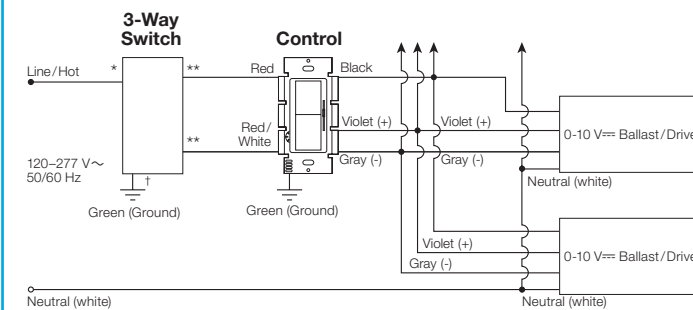 3-Way
Switch
Control
Line/Hot
*
**
Red
Black
Red/
White
Violet (+)
Violet (+)
0-10 V⎓ Ballast/Drive
**
Gray (-)
Gray (-)
120–277 V~
50/60 Hz
†
Neutral (white)
Green (Ground)
Green (Ground)
Violet (+)
0-10 V⎓ Ballast/Drive
Gray (-)
Neutral (white)
Neutral (white)